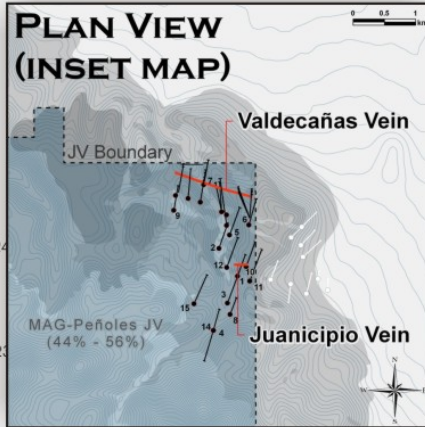 PLAN VIEW
(INSET MAP)
0 0.5 1
km
Valdecañas Vein
JV Boundary
7
9
6
5
2
12
10
1
11
3
15
8
14
4
MAG-Peñoles JV
(44% - 56%)
Juanicipio Vein
N
W E
S